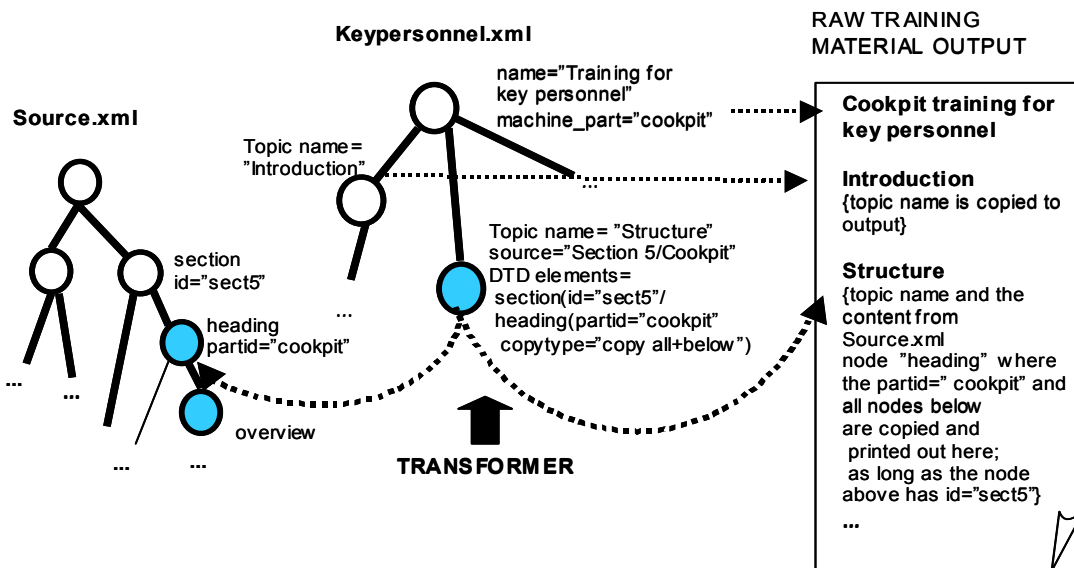 Source.xml
section
id="sect5"
heading
partid="cookpit"
overview
...
...
...
...
Keypersonnel.xml
name="Training for
key personnel"
machine_part="cookpit"
Topic name=
"Introduction"
...
...
Topic name= "Structure"
source="Section 5/Cookpit"
DTD elements=
section(id="sect5"/
heading(partid="cookpit"
copytype="copy all+below")
TRANSFORMER
RAW TRAINING
MATERIAL OUTPUT
Cookpit training for
key personnel
Introduction
{topic name is copied to
output}
Structure
{topic name and the
content from
Source.xml
node "heading" where
the partid=" cookpit" and
all nodes below
are copied and
printed out here;
as long as the node
above has id="sect5"}
...